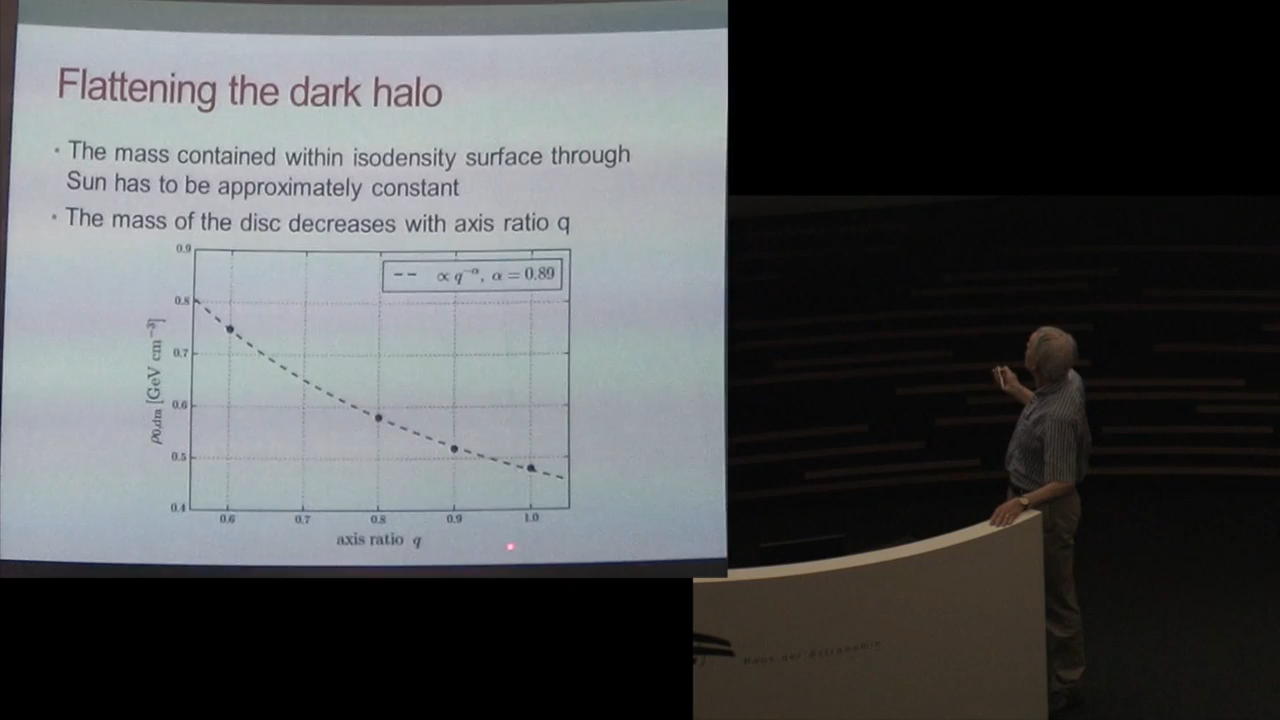 Flattening the dark halo
• The mass contained within isodensity surface through
Sun has to be approximately constant
• The mass of the disc decreases with axis ratio q
0.9
∝ q^−α, α = 0.89
0.8
0.7
0.6
0.5
0.4
ρ0,dm [GeV cm^−3]
0.6 0.7 0.8 0.9 1.0
axis ratio q
Haus der Astronomie